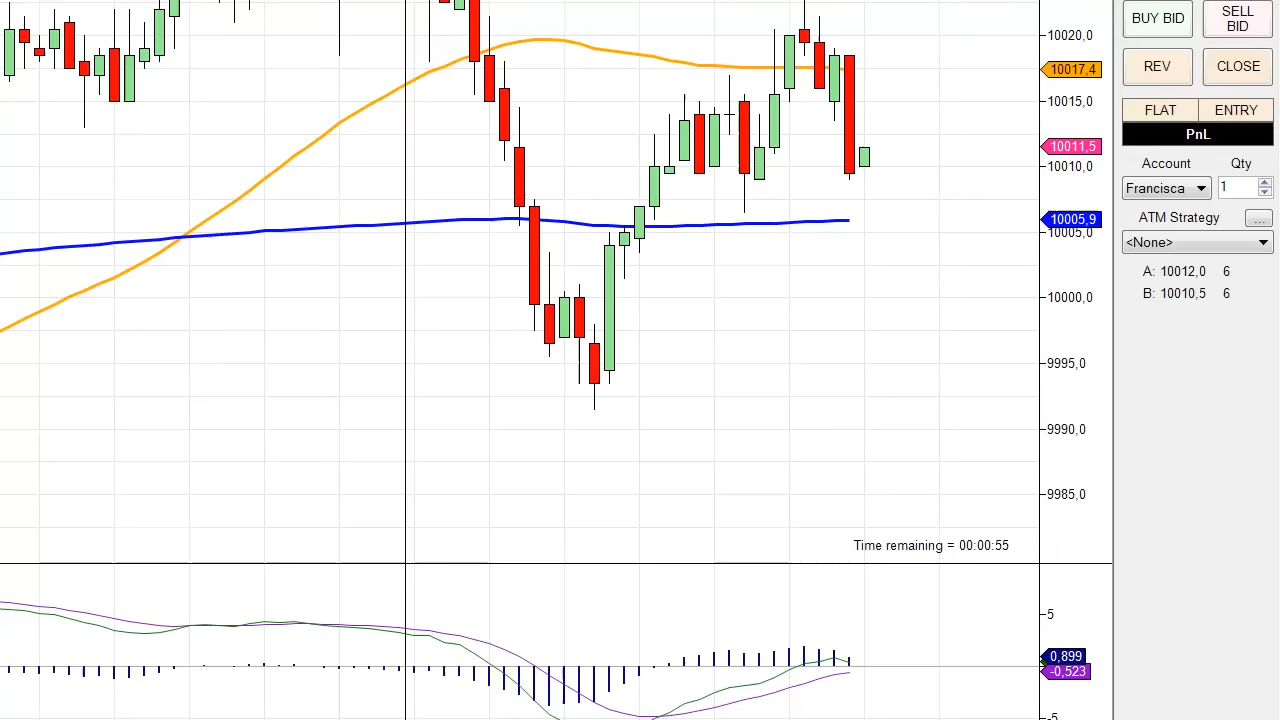 BUY BID
SELL
BID
10020,0
REV
CLOSE
10017,4
10015,0
FLAT
ENTRY
PnL
10011,5
10010,0
Account
Qty
Francisca
1
10005,9
10005,0
ATM Strategy
...
<None>
A: 10012,0 6
B: 10010,5 6
10000,0
9995,0
9990,0
9985,0
Time remaining = 00:00:55
5
0,899
-0,523
-5